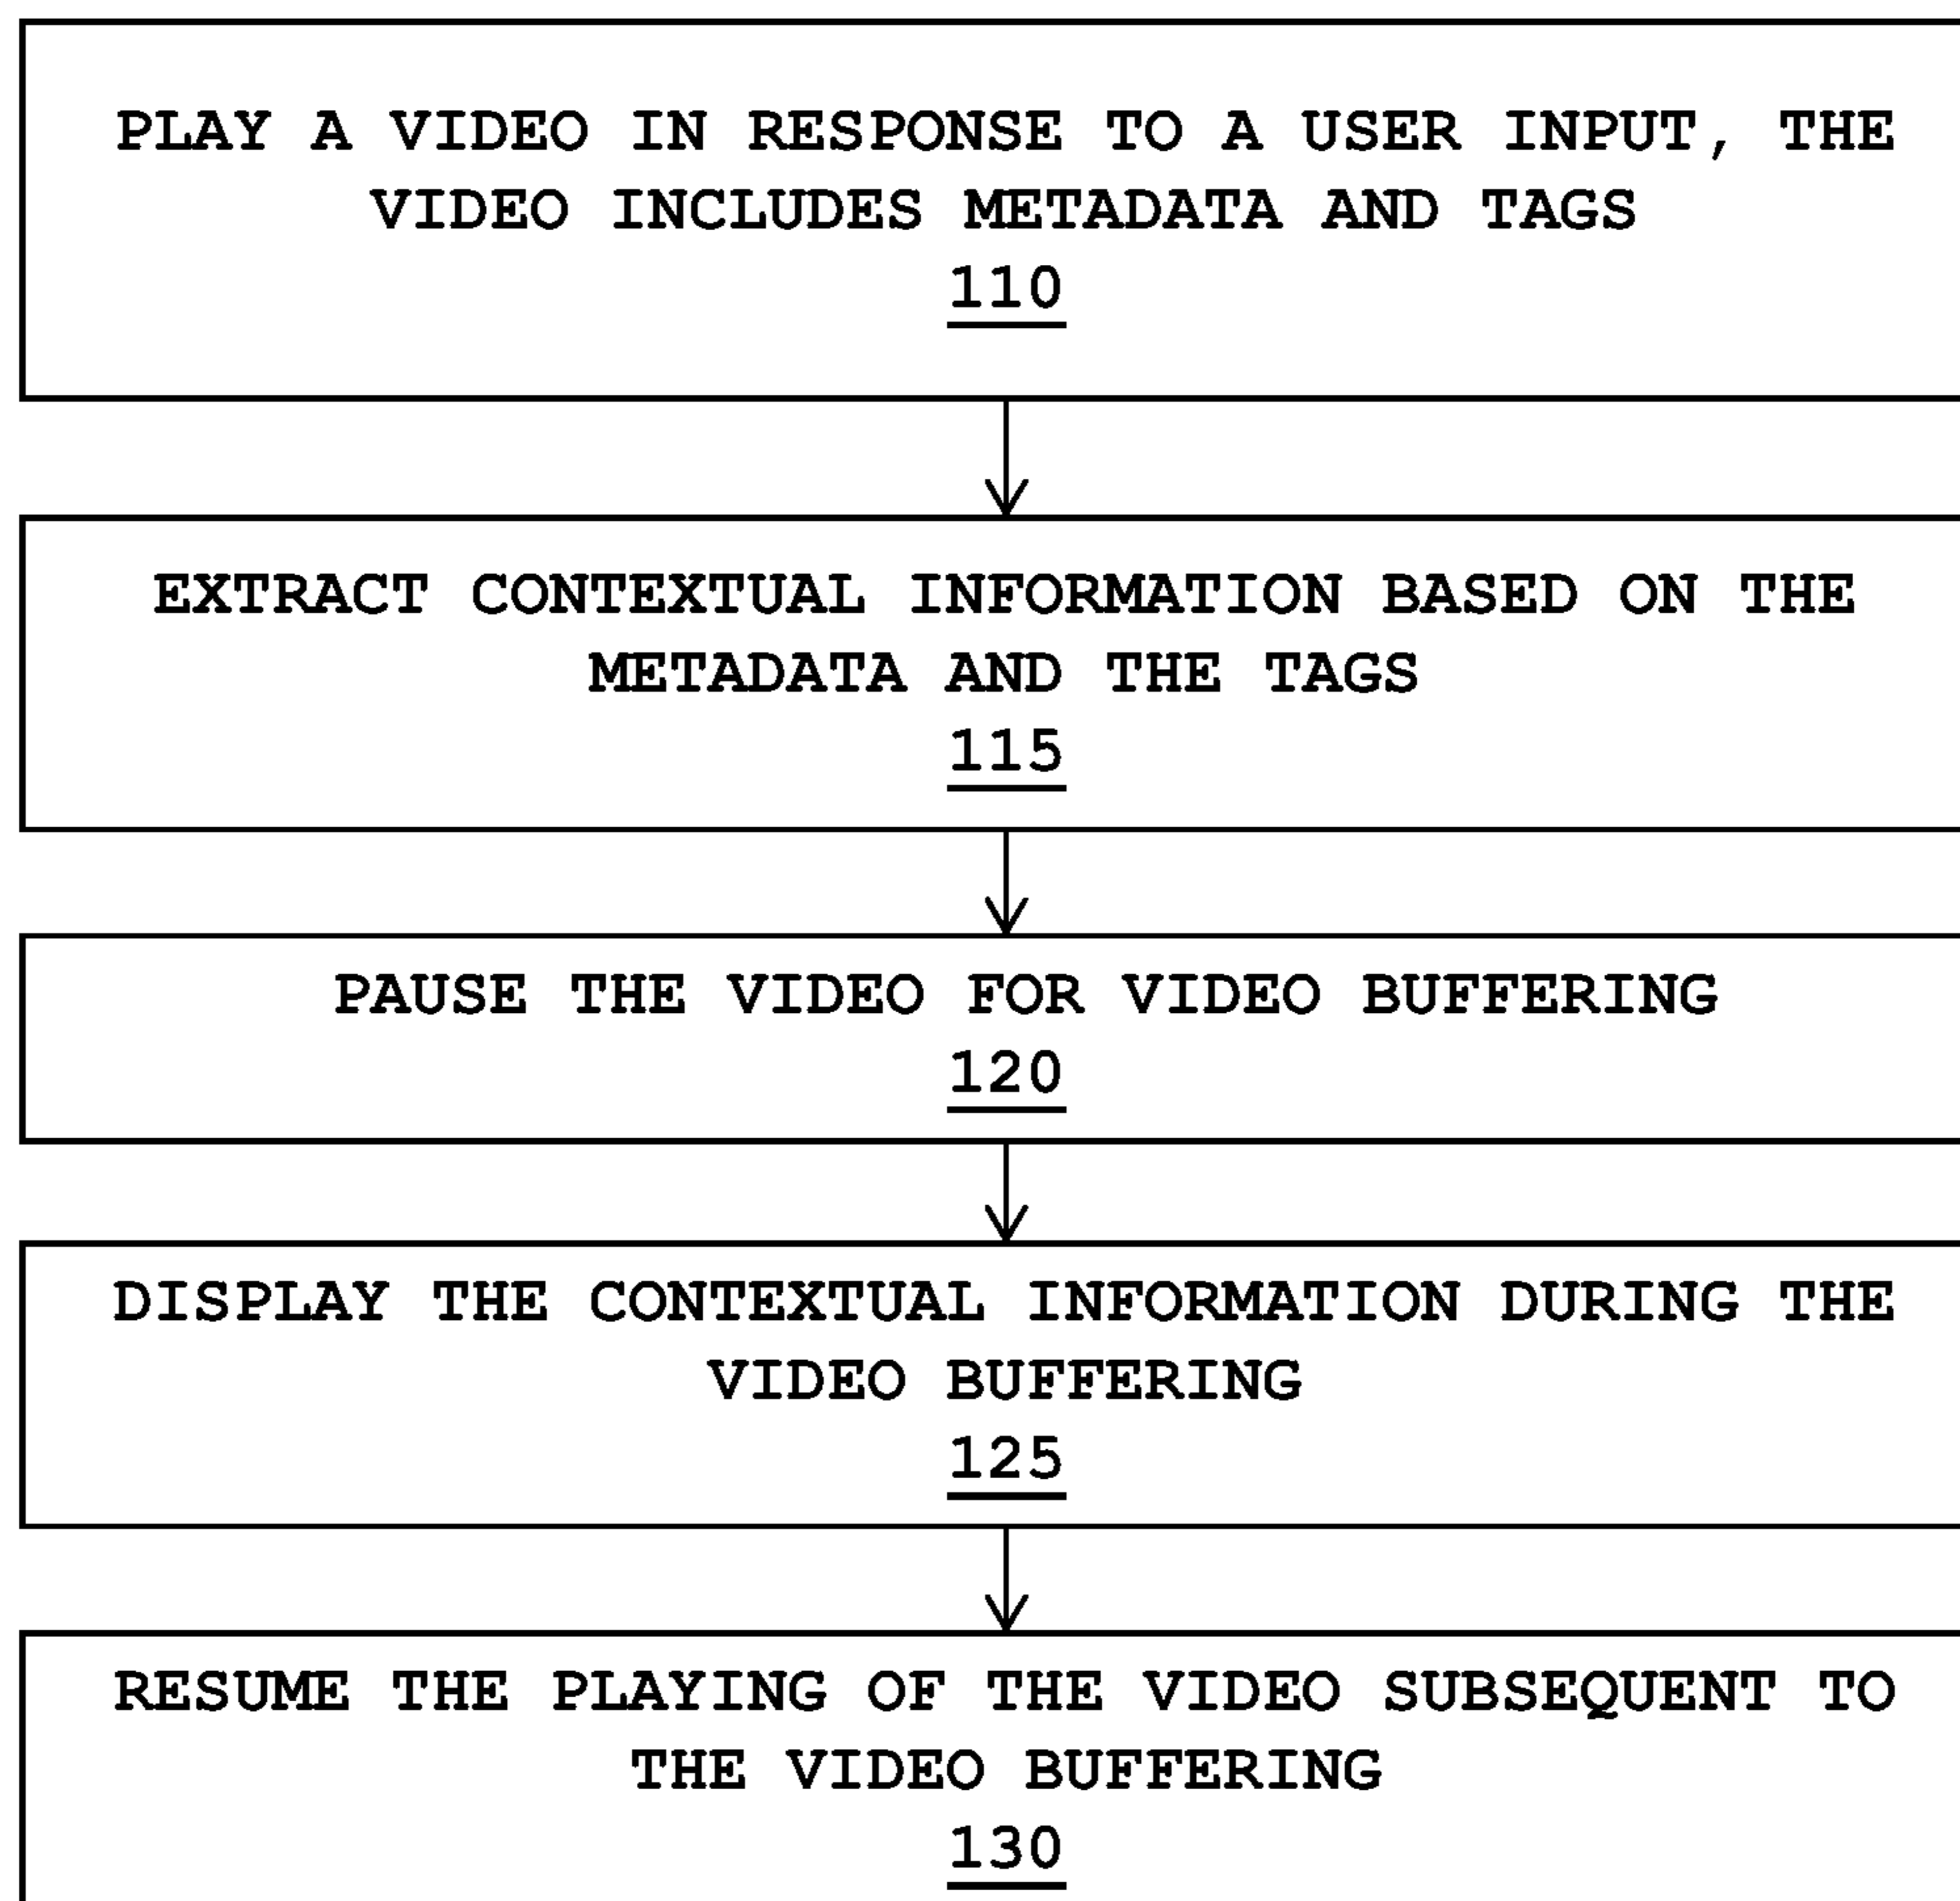 PLAY A VIDEO IN RESPONSE TO A USER INPUT, THE
VIDEO INCLUDES METADATA AND TAGS
110
EXTRACT CONTEXTUAL INFORMATION BASED ON THE
METADATA AND THE TAGS
115
PAUSE THE VIDEO FOR VIDEO BUFFERING
120
DISPLAY THE CONTEXTUAL INFORMATION DURING THE
VIDEO BUFFERING
125
RESUME THE PLAYING OF THE VIDEO SUBSEQUENT TO
THE VIDEO BUFFERING
130